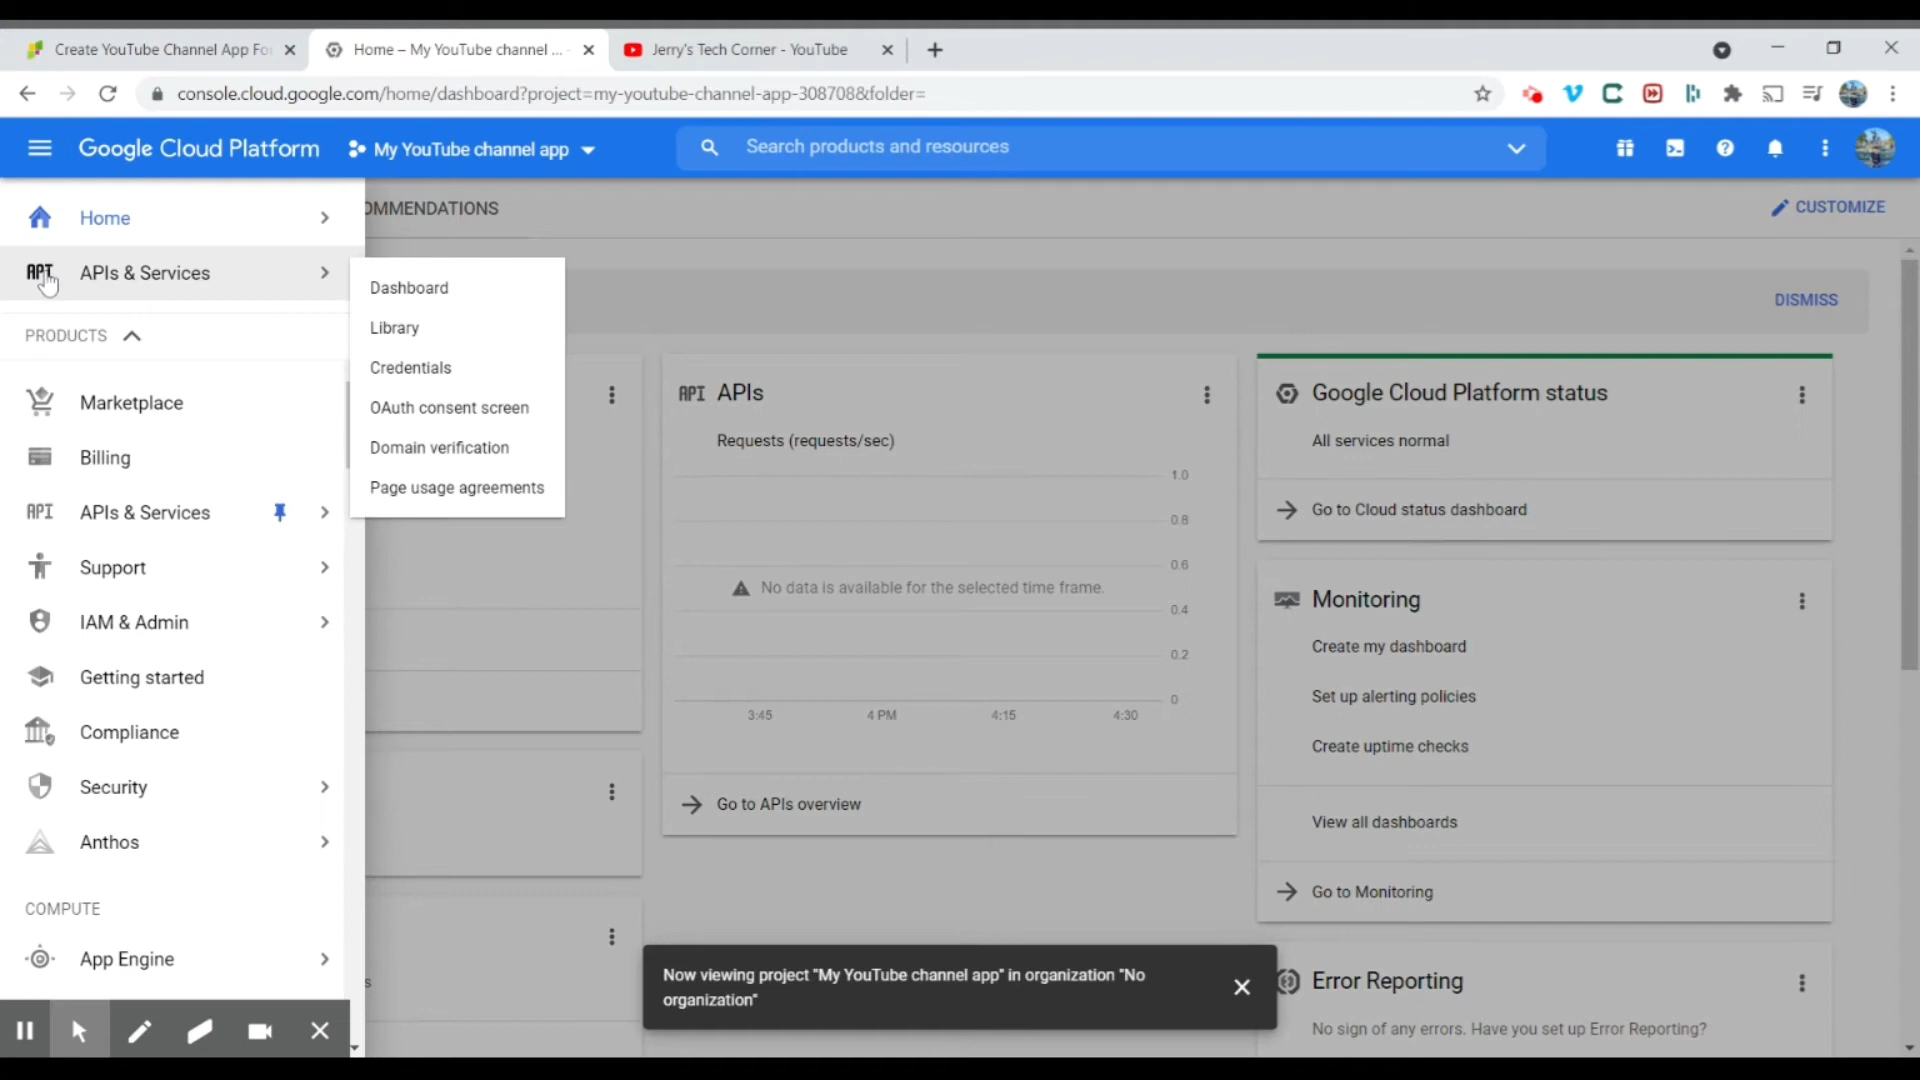 Create YouTube Channel App Fo
Home – My YouTube channel ...
Jerry's Tech Corner - YouTube
console.cloud.google.com/home/dashboard?project=my-youtube-channel-app-308708&folder=
Google Cloud Platform
My YouTube channel app
Search products and resources
Home
OMMENDATIONS
CUSTOMIZE
API APIs & Services
Dashboard
Library
Credentials
OAuth consent screen
Domain verification
Page usage agreements
DISMISS
PRODUCTS
Marketplace
Billing
API APIs & Services
Support
IAM & Admin
Getting started
Compliance
Security
Anthos
COMPUTE
App Engine
API APIs
Requests (requests/sec)
1.0
0.8
0.6
No data is available for the selected time frame.
0.4
0.2
0
3:45 4 PM 4:15 4:30
Go to APIs overview
Google Cloud Platform status
All services normal
Go to Cloud status dashboard
Monitoring
Create my dashboard
Set up alerting policies
Create uptime checks
View all dashboards
Go to Monitoring
s
Now viewing project "My YouTube channel app" in organization "No
organization"
Error Reporting
No sign of any errors. Have you set up Error Reporting?